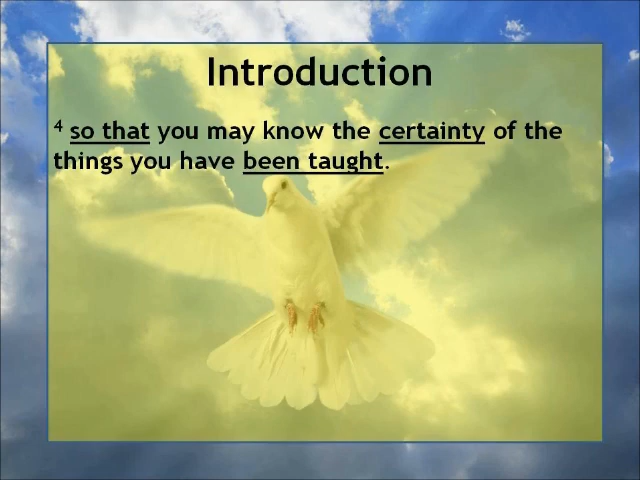 Introduction
4 so that you may know the certainty of the
things you have been taught.